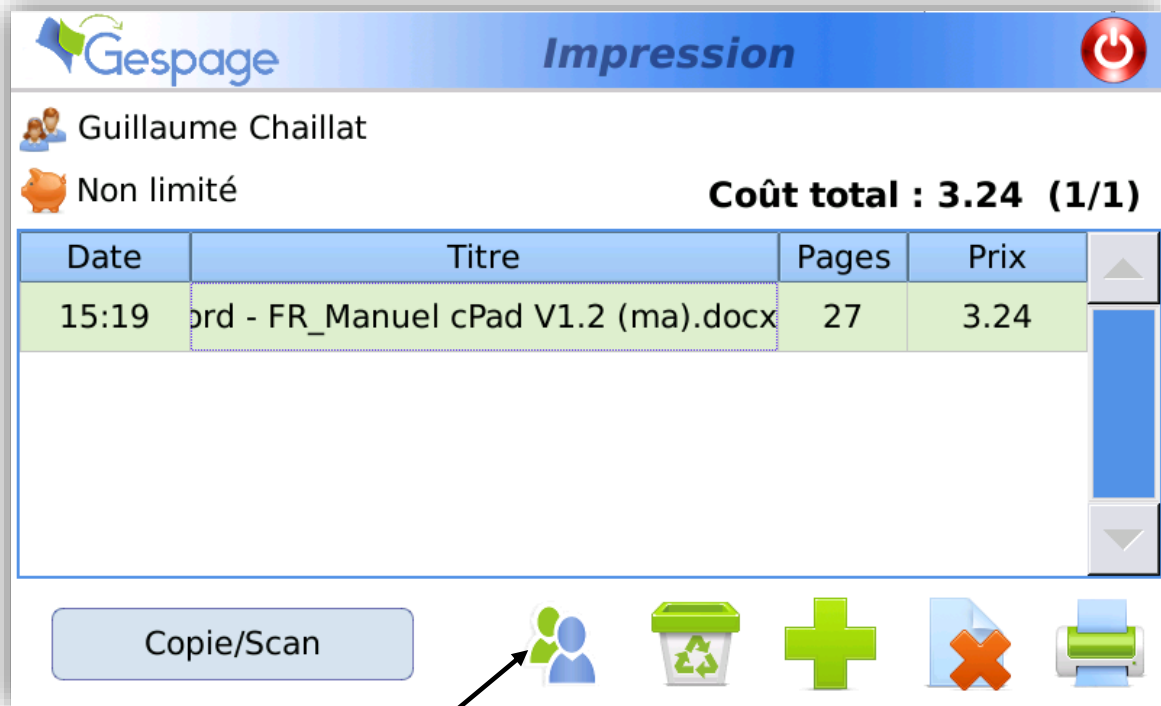 Gespage
Impression
Guillaume Chaillat
Non limité
Coût total : 3.24 (1/1)
Date Titre Pages Prix
15:19 ord - FR_Manuel cPad V1.2 (ma).docx 27 3.24
Copie/Scan